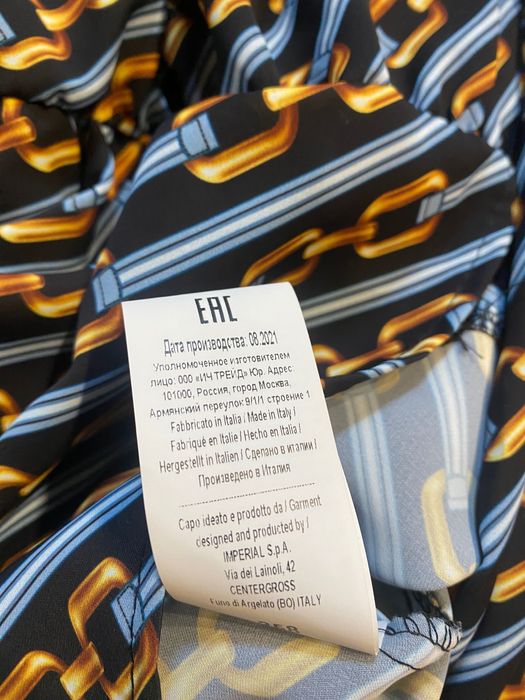 EAC
Дата производства: 08.2021
Уполномоченное изготовителем
лицо: ООО «ИЧ ТРЕЙД» Юр. Адрес:
101000, Россия, город Москва,
Армянский переулок 9/1/1 строение 1
Fabbricato in Italia / Made in Italy /
Fabriqué en Italie / Hecho en Italia /
Hergestellt in Italien / Сделано в италии /
Произведено в Италия
Capo ideato e prodotto da / Garment
designed and produced by /
IMPERIAL S.p.A.
Via dei Lainoli, 42
CENTERGROSS
Funo di Argelato (BO) ITALY